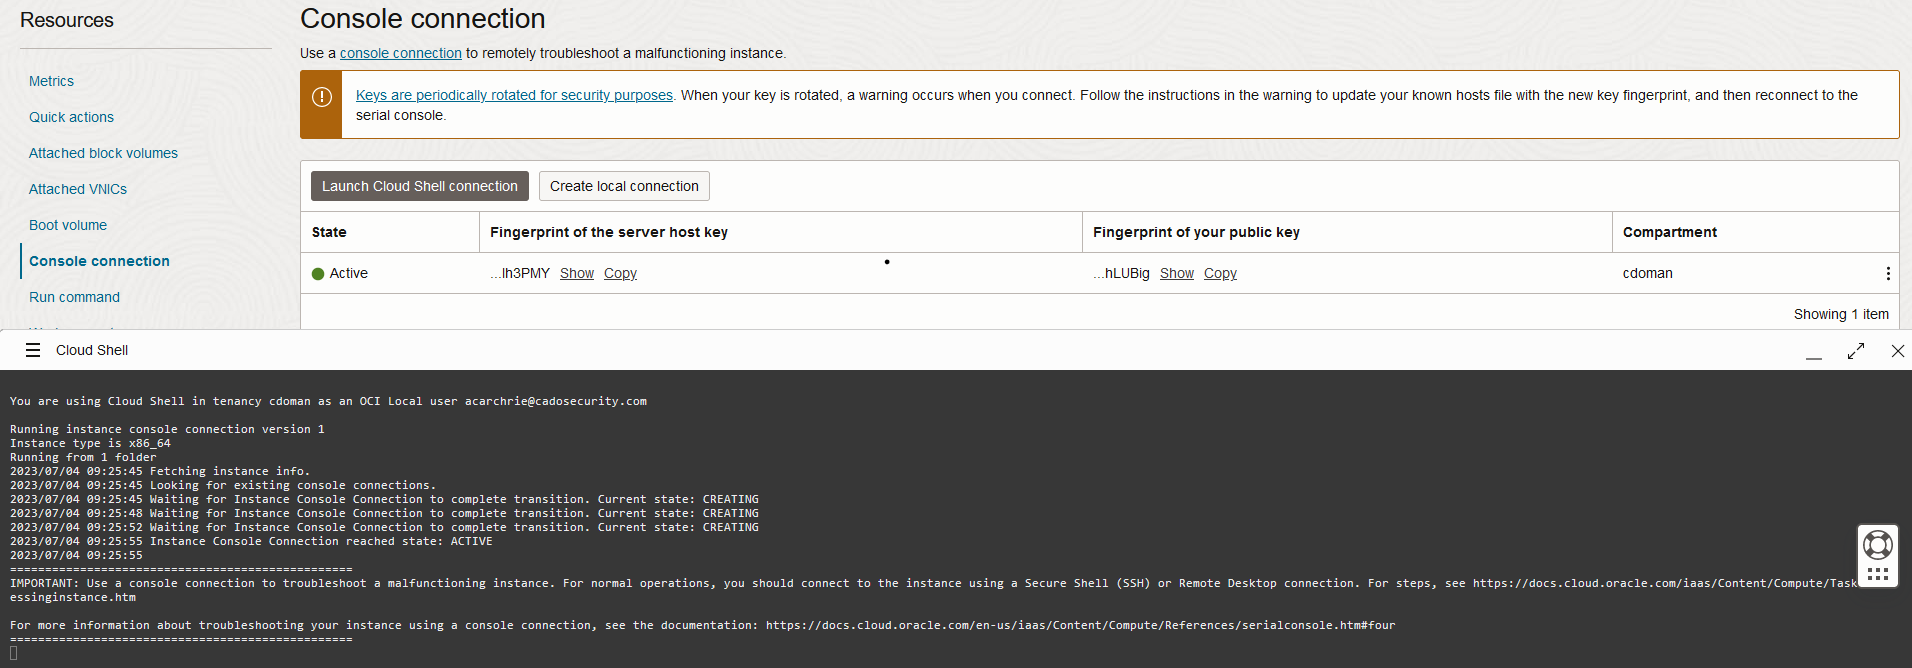 Resources
Metrics
Quick actions
Attached block volumes
Attached VNICs
Boot volume
Console connection
Run command
Console connection
Use a console connection to remotely troubleshoot a malfunctioning instance.
Keys are periodically rotated for security purposes. When your key is rotated, a warning occurs when you connect. Follow the instructions in the warning to update your known hosts file with the new key fingerprint, and then reconnect to the
serial console.
Launch Cloud Shell connection Create local connection
State Fingerprint of the server host key Fingerprint of your public key Compartment
Active ...lh3PMY Show Copy ...hLUBig Show Copy cdoman
Showing 1 item
Cloud Shell
You are using Cloud Shell in tenancy cdoman as an OCI Local user acarchrie@cadosecurity.com
Running instance console connection version 1
Instance type is x86_64
Running from 1 folder
2023/07/04 09:25:45 Fetching instance info.
2023/07/04 09:25:45 Looking for existing console connections.
2023/07/04 09:25:45 Waiting for Instance Console Connection to complete transition. Current state: CREATING
2023/07/04 09:25:48 Waiting for Instance Console Connection to complete transition. Current state: CREATING
2023/07/04 09:25:52 Waiting for Instance Console Connection to complete transition. Current state: CREATING
2023/07/04 09:25:55 Instance Console Connection reached state: ACTIVE
2023/07/04 09:25:55
=================================================
IMPORTANT: Use a console connection to troubleshoot a malfunctioning instance. For normal operations, you should connect to the instance using a Secure Shell (SSH) or Remote Desktop connection. For steps, see https://docs.cloud.oracle.com/iaas/Content/Compute/Task
essinginstance.htm
For more information about troubleshooting your instance using a console connection, see the documentation: https://docs.cloud.oracle.com/en-us/iaas/Content/Compute/References/serialconsole.htm#four
=================================================